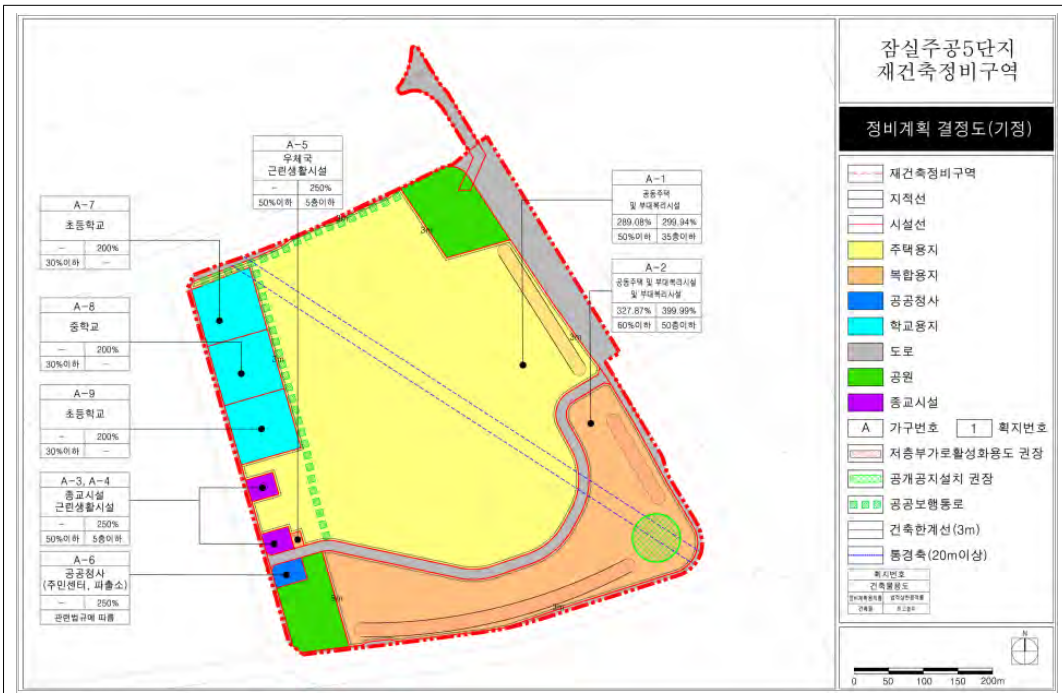 잠실주공5단지
재건축정비구역
정비계획 결정도(기정)
재건축정비구역
지적선
시설선
주택용지
복합용지
공공청사
학교용지
도로
공원
종교시설
A 가구번호 1 획지번호
저층부가로활성화용도 권장
공개공지설치 권장
공공보행통로
건축한계선(3m)
통경축(20m이상)
획지번호
건축물용도
N
0 50 100 150 200m
A-5
우체국
근린생활시설
- 250%
50%이하 5층이하
A-7
초등학교
- 200%
30%이하 -
A-8
중학교
- 200%
30%이하 -
A-9
초등학교
- 200%
30%이하 -
A-3, A-4
종교시설
근린생활시설
- 250%
50%이하 5층이하
A-6
공공청사
(주민센터, 파출소)
- 250%
관련법규에 따름
A-1
공동주택
및 부대복리시설
289.08% 299.94%
50%이하 35층이하
A-2
공동주택 및 부대복리시설
및 부대복리시설
327.87% 399.99%
60%이하 50층이하
3m
3m
3m